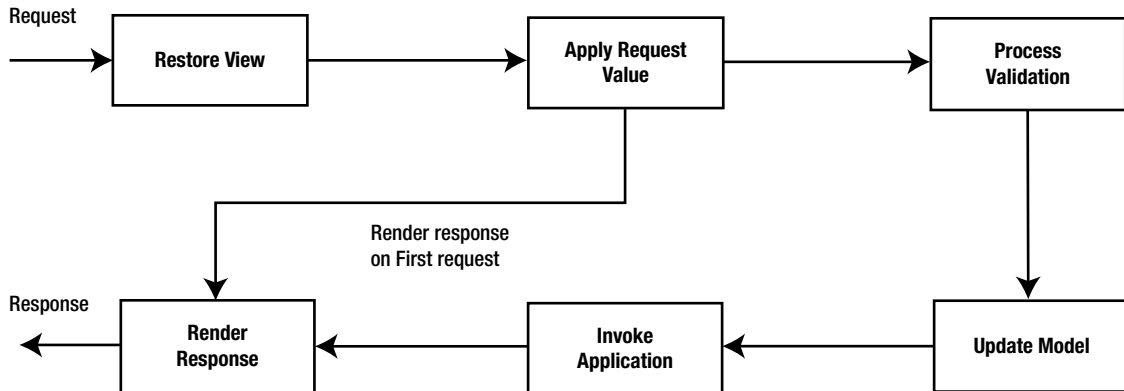 Request
Restore View
Apply Request
Value
Process
Validation
Render response
on First request
Response
Render
Response
Invoke
Application
Update Model